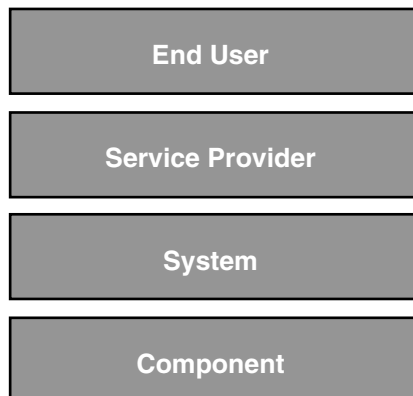 End User
Service Provider
System
Component